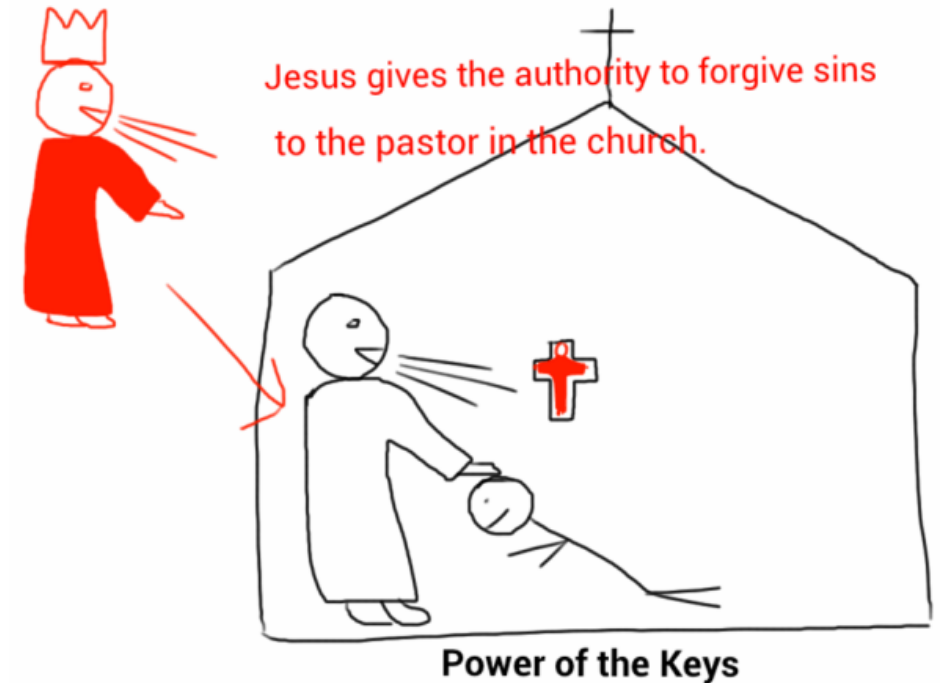 Jesus gives the authority to forgive sins
to the pastor in the church.
Power of the Keys